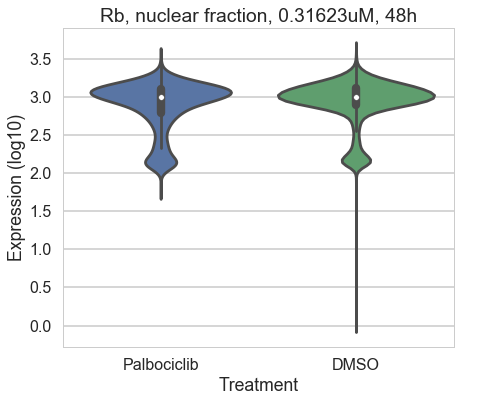 Rb, nuclear fraction, 0.31623uM, 48h
3.5
3.0
2.5
2.0
1.5
1.0
0.5
0.0
Expression (log10)
Palbociclib DMSO
Treatment